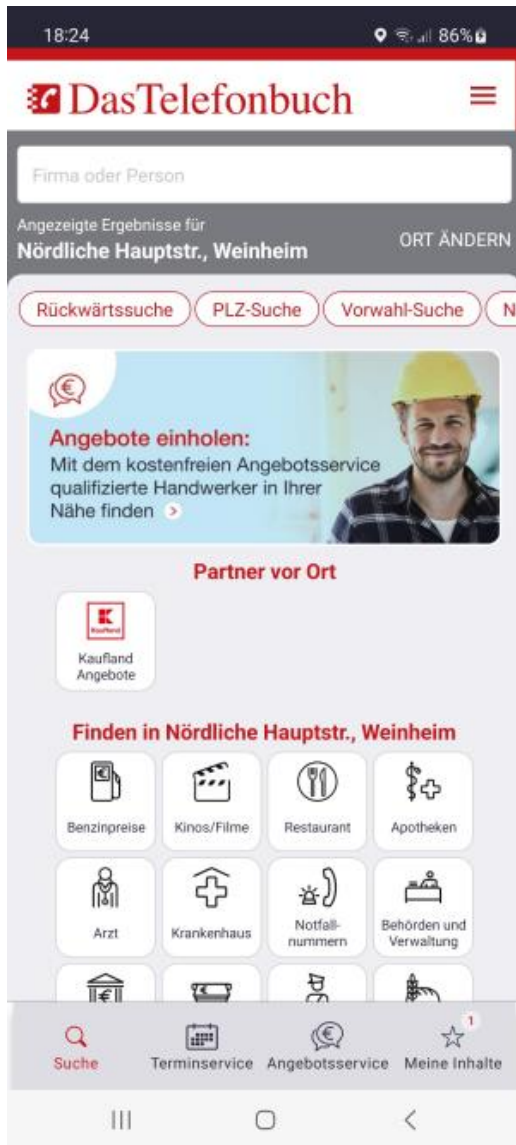 18:24
86%
DasTelefonbuch
Firma oder Person
Angezeigte Ergebnisse für
Nördliche Hauptstr., Weinheim
ORT ÄNDERN
Rückwärtssuche
PLZ-Suche
Vorwahl-Suche
N
Angebote einholen:
Mit dem kostenfreien Angebotsservice
qualifizierte Handwerker in Ihrer
Nähe finden
Partner vor Ort
K
Kaufland
Kaufland
Angebote
Finden in Nördliche Hauptstr., Weinheim
Benzinpreise
Kinos/Filme
Restaurant
Apotheken
Arzt
Krankenhaus
Notfall-
nummern
Behörden und
Verwaltung
1
Suche
Terminservice
Angebotsservice
Meine Inhalte